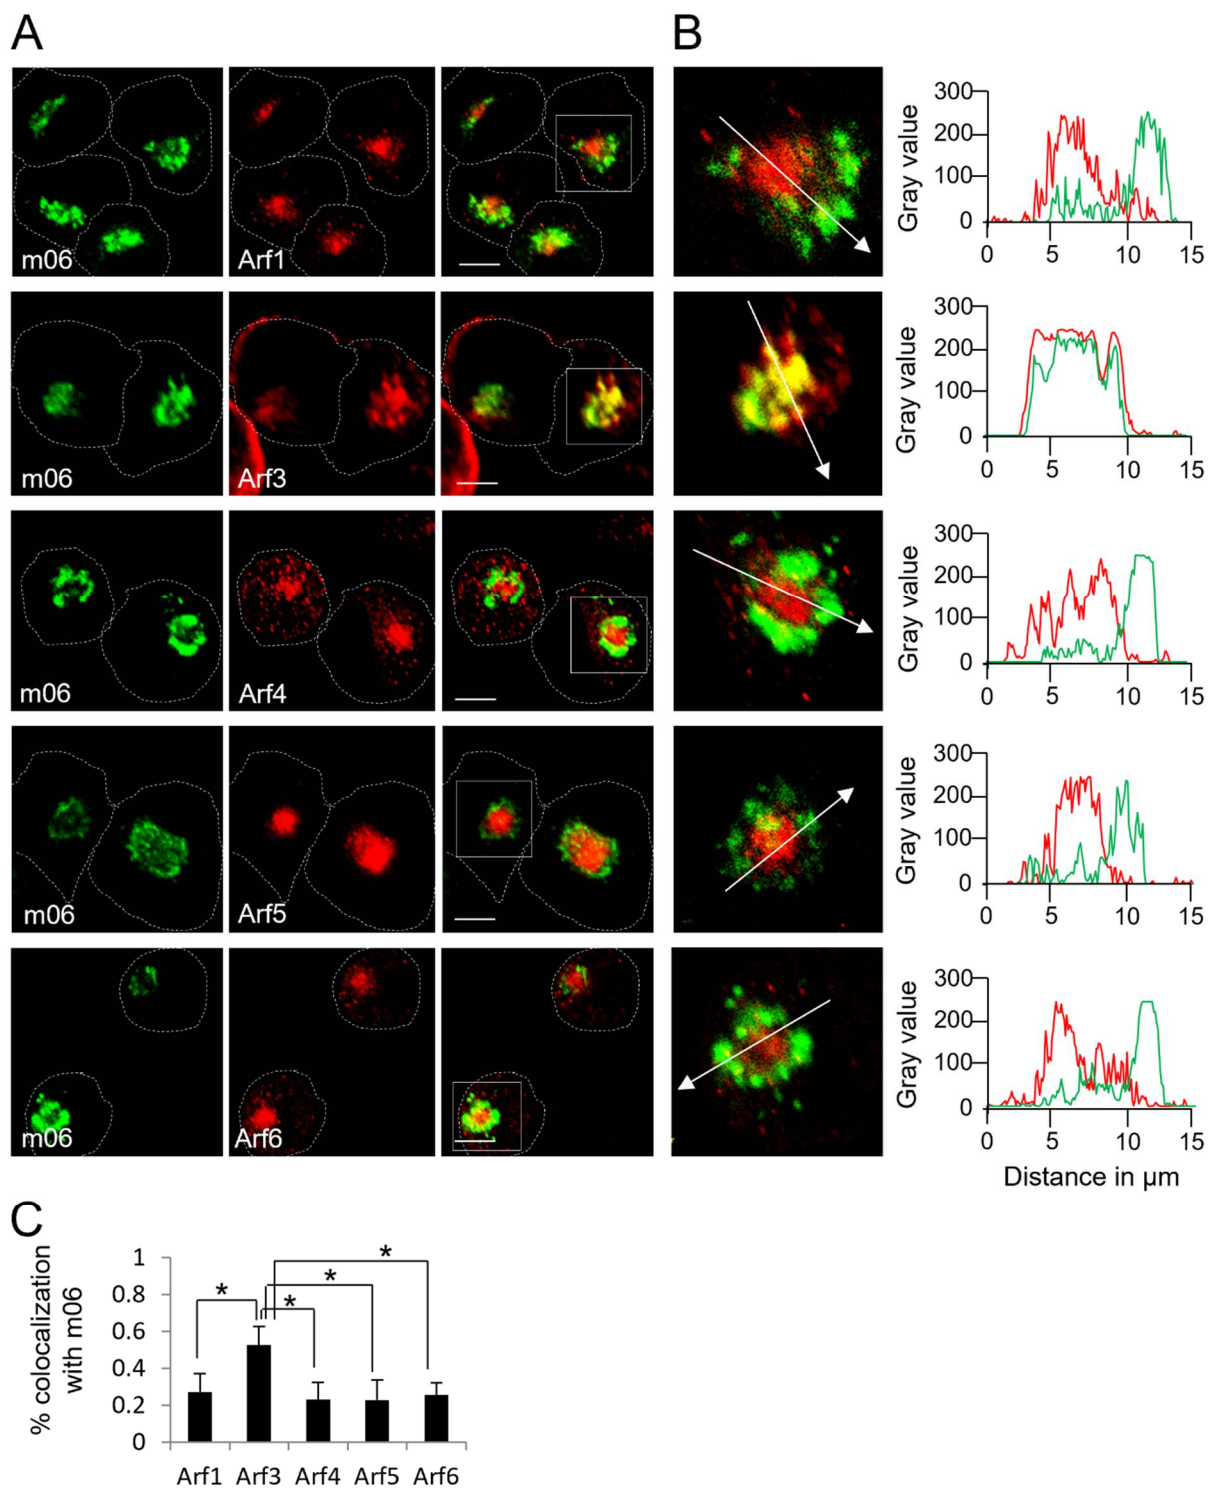 A
B
m06
Arf1
Gray value
300
200
100
0
0 5 10 15
m06
Arf3
Gray value
300
200
100
0
0 5 10 15
m06
Arf4
Gray value
300
200
100
0
0 5 10 15
m06
Arf5
Gray value
300
200
100
0
0 5 10 15
m06
Arf6
Gray value
300
200
100
0
0 5 10 15
Distance in µm
C
% colocalization
with m06
1
0.8
0.6
0.4
0.2
0
*
*
*
*
Arf1 Arf3 Arf4 Arf5 Arf6